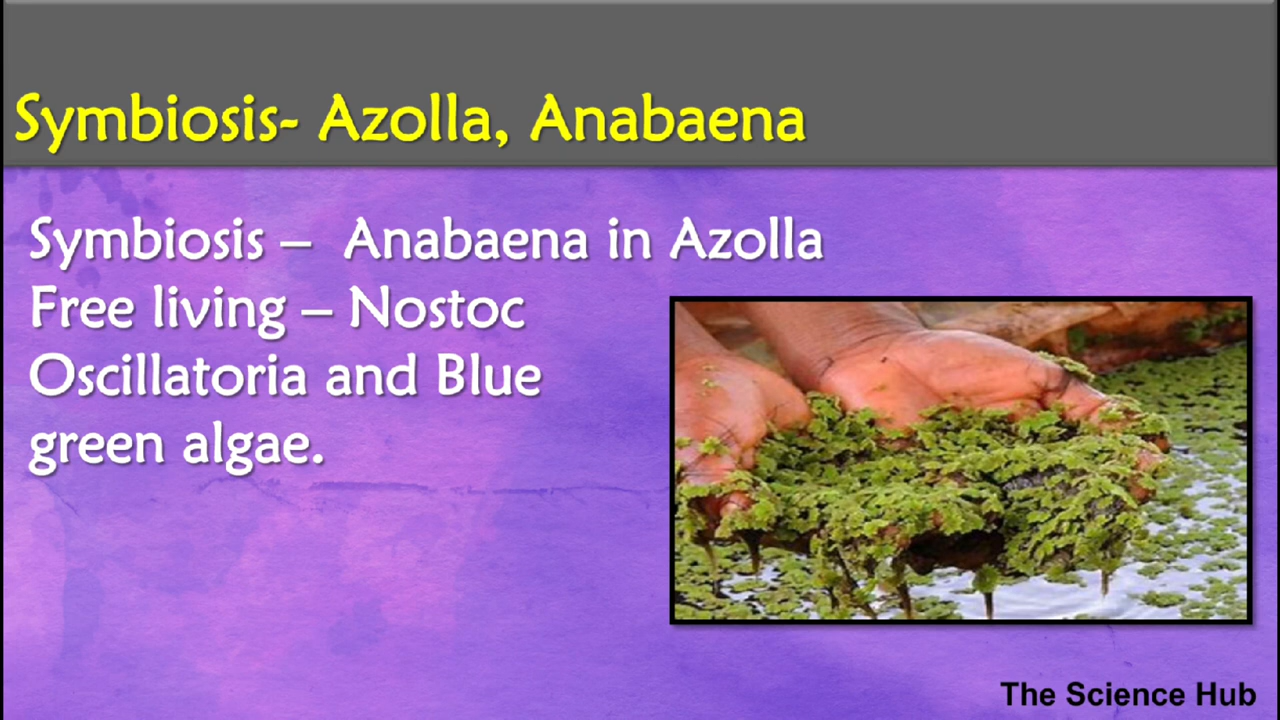 Symbiosis- Azolla, Anabaena
Symbiosis – Anabaena in Azolla
Free living – Nostoc
Oscillatoria and Blue
green algae.
The Science Hub